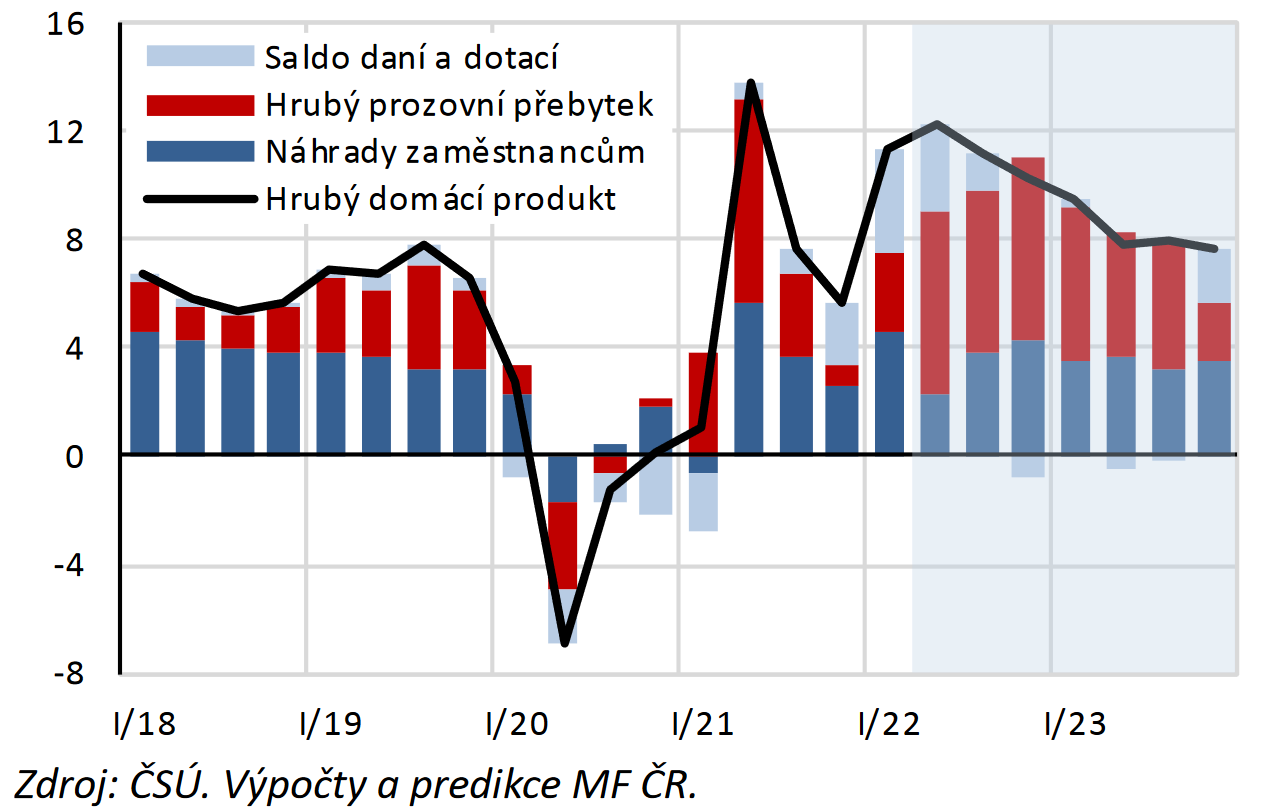 16
12
8
4
0
-4
-8
Saldo daní a dotací
Hrubý prozovní přebytek
Náhrady zaměstnancům
Hrubý domácí produkt
I/18 I/19 I/20 I/21 I/22 I/23
Zdroj: ČSÚ. Výpočty a predikce MF ČR.